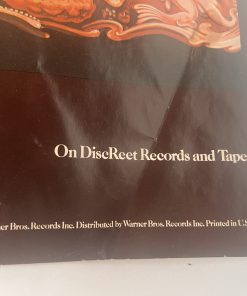 On DiscReet Records and Tape
ner Bros. Records Inc. Distributed by Warner Bros. Records Inc. Printed in U.S